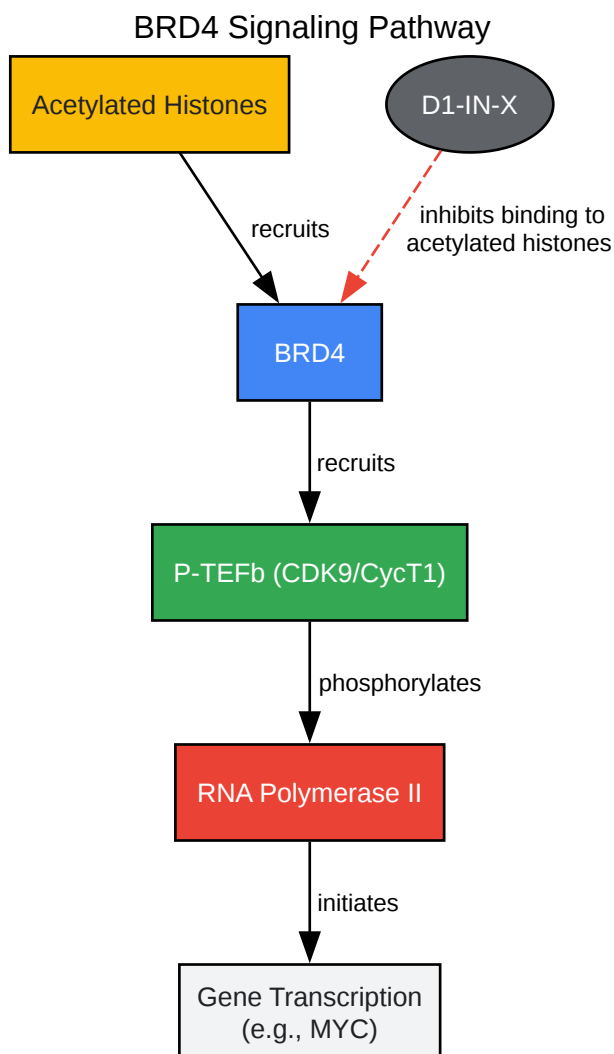 BRD4 Signaling Pathway
Acetylated Histones
D1-IN-X
recruits
inhibits binding to
acetylated histones
BRD4
recruits
P-TEFb (CDK9/CycT1)
phosphorylates
RNA Polymerase II
initiates
Gene Transcription
(e.g., MYC)